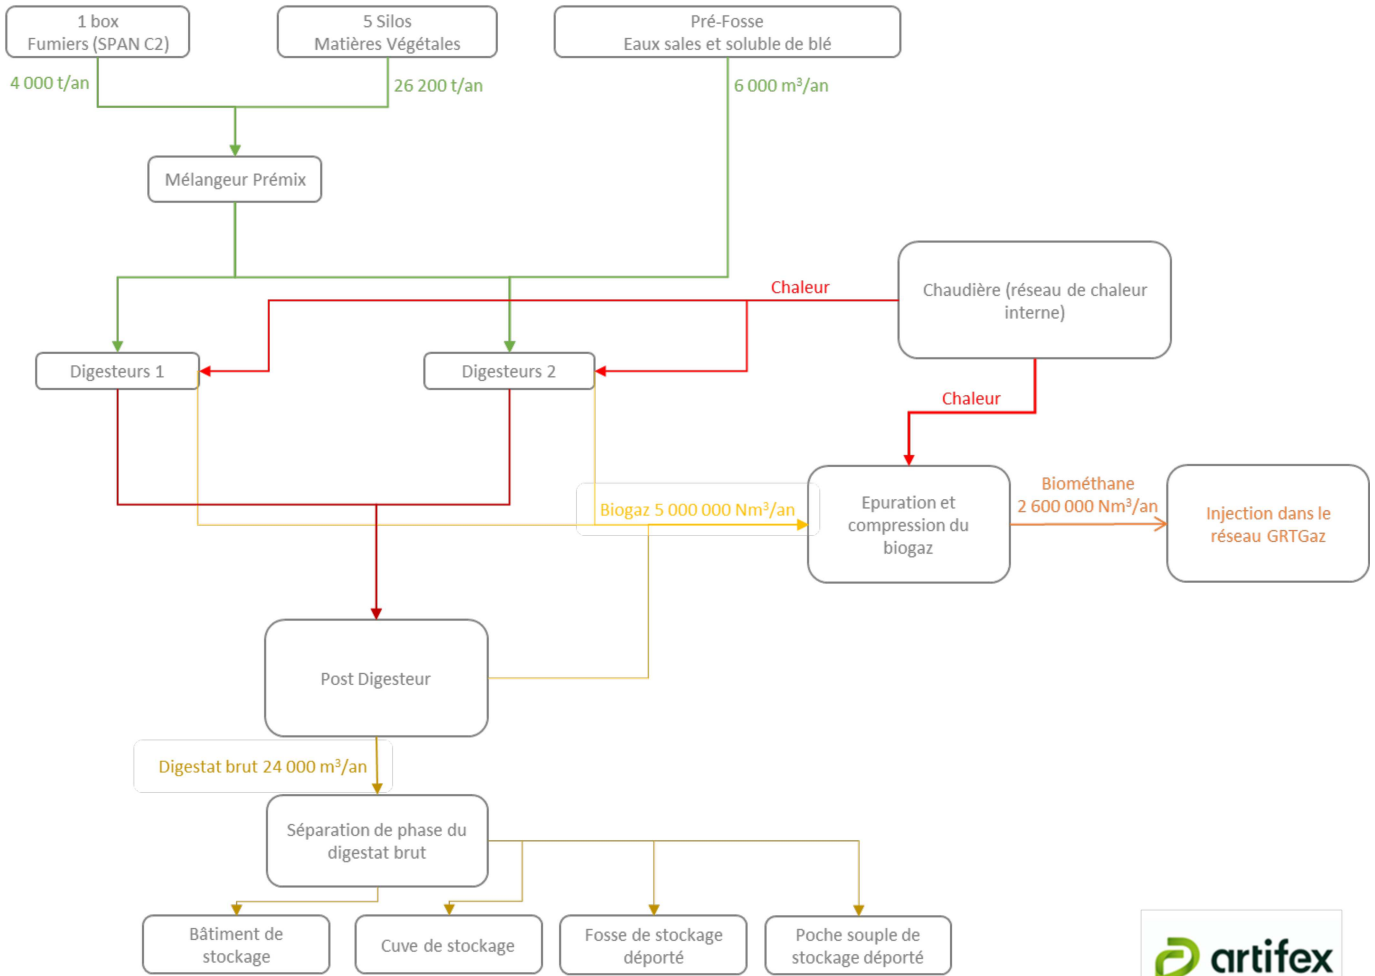 1 box
Fumiers (SPAN C2)
5 Silos
Matières Végétales
Pré-Fosse
Eaux sales et soluble de blé
4 000 t/an
26 200 t/an
6 000 m³/an
Mélangeur Prémix
Chaleur
Chaudière (réseau de chaleur
interne)
Digesteurs 1
Digesteurs 2
Chaleur
Biogaz 5 000 000 Nm³/an
Epuration et
compression du
biogaz
Biométhane
2 600 000 Nm³/an
Injection dans le
réseau GRTGaz
Post Digesteur
Digestat brut 24 000 m³/an
Séparation de phase du
digestat brut
Bâtiment de
stockage
Cuve de stockage
Fosse de stockage
déporté
Poche souple de
stockage déporté
artifex